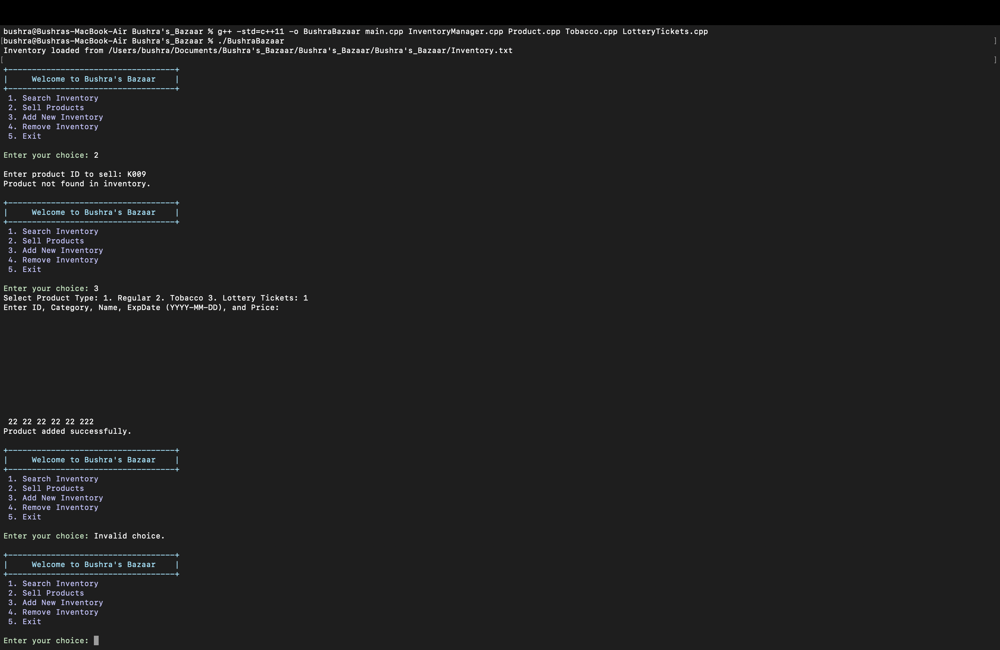 bushra@Bushras-MacBook-Air Bushra's_Bazaar % g++ -std=c++11 -o BushraBazaar main.cpp InventoryManager.cpp Product.cpp Tobacco.cpp LotteryTickets.cpp
[bushra@Bushras-MacBook-Air Bushra's_Bazaar % ./BushraBazaar ]
Inventory loaded from /Users/bushra/Documents/Bushra's_Bazaar/Bushra's_Bazaar/Bushra's_Bazaar/Inventory.txt
[ ]
+-----------------------------------+
|     Welcome to Bushra's Bazaar    |
+-----------------------------------+
1. Search Inventory
2. Sell Products
3. Add New Inventory
4. Remove Inventory
5. Exit
Enter your choice: 2
Enter product ID to sell: K009
Product not found in inventory.
+-----------------------------------+
|     Welcome to Bushra's Bazaar    |
+-----------------------------------+
1. Search Inventory
2. Sell Products
3. Add New Inventory
4. Remove Inventory
5. Exit
Enter your choice: 3
Select Product Type: 1. Regular 2. Tobacco 3. Lottery Tickets: 1
Enter ID, Category, Name, ExpDate (YYYY-MM-DD), and Price:
22 22 22 22 22 222
Product added successfully.
+-----------------------------------+
|     Welcome to Bushra's Bazaar    |
+-----------------------------------+
1. Search Inventory
2. Sell Products
3. Add New Inventory
4. Remove Inventory
5. Exit
Enter your choice: Invalid choice.
+-----------------------------------+
|     Welcome to Bushra's Bazaar    |
+-----------------------------------+
1. Search Inventory
2. Sell Products
3. Add New Inventory
4. Remove Inventory
5. Exit
Enter your choice: